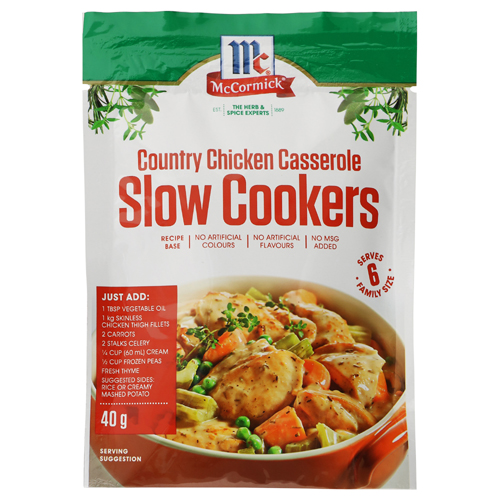 Mc
McCormick
EST. THE HERB & 1889
SPICE EXPERTS
Country Chicken Casserole
Slow Cookers
RECIPE BASE
NO ARTIFICIAL COLOURS
NO ARTIFICIAL FLAVOURS
NO MSG ADDED
SERVES
6
FAMILY SIZE
JUST ADD:
1 TBSP VEGETABLE OIL
1 kg SKINLESS
CHICKEN THIGH FILLETS
2 CARROTS
2 STALKS CELERY
¼ CUP (60 mL) CREAM
½ CUP FROZEN PEAS
FRESH THYME
SUGGESTED SIDES:
RICE OR CREAMY
MASHED POTATO
40 g
SERVING
SUGGESTION